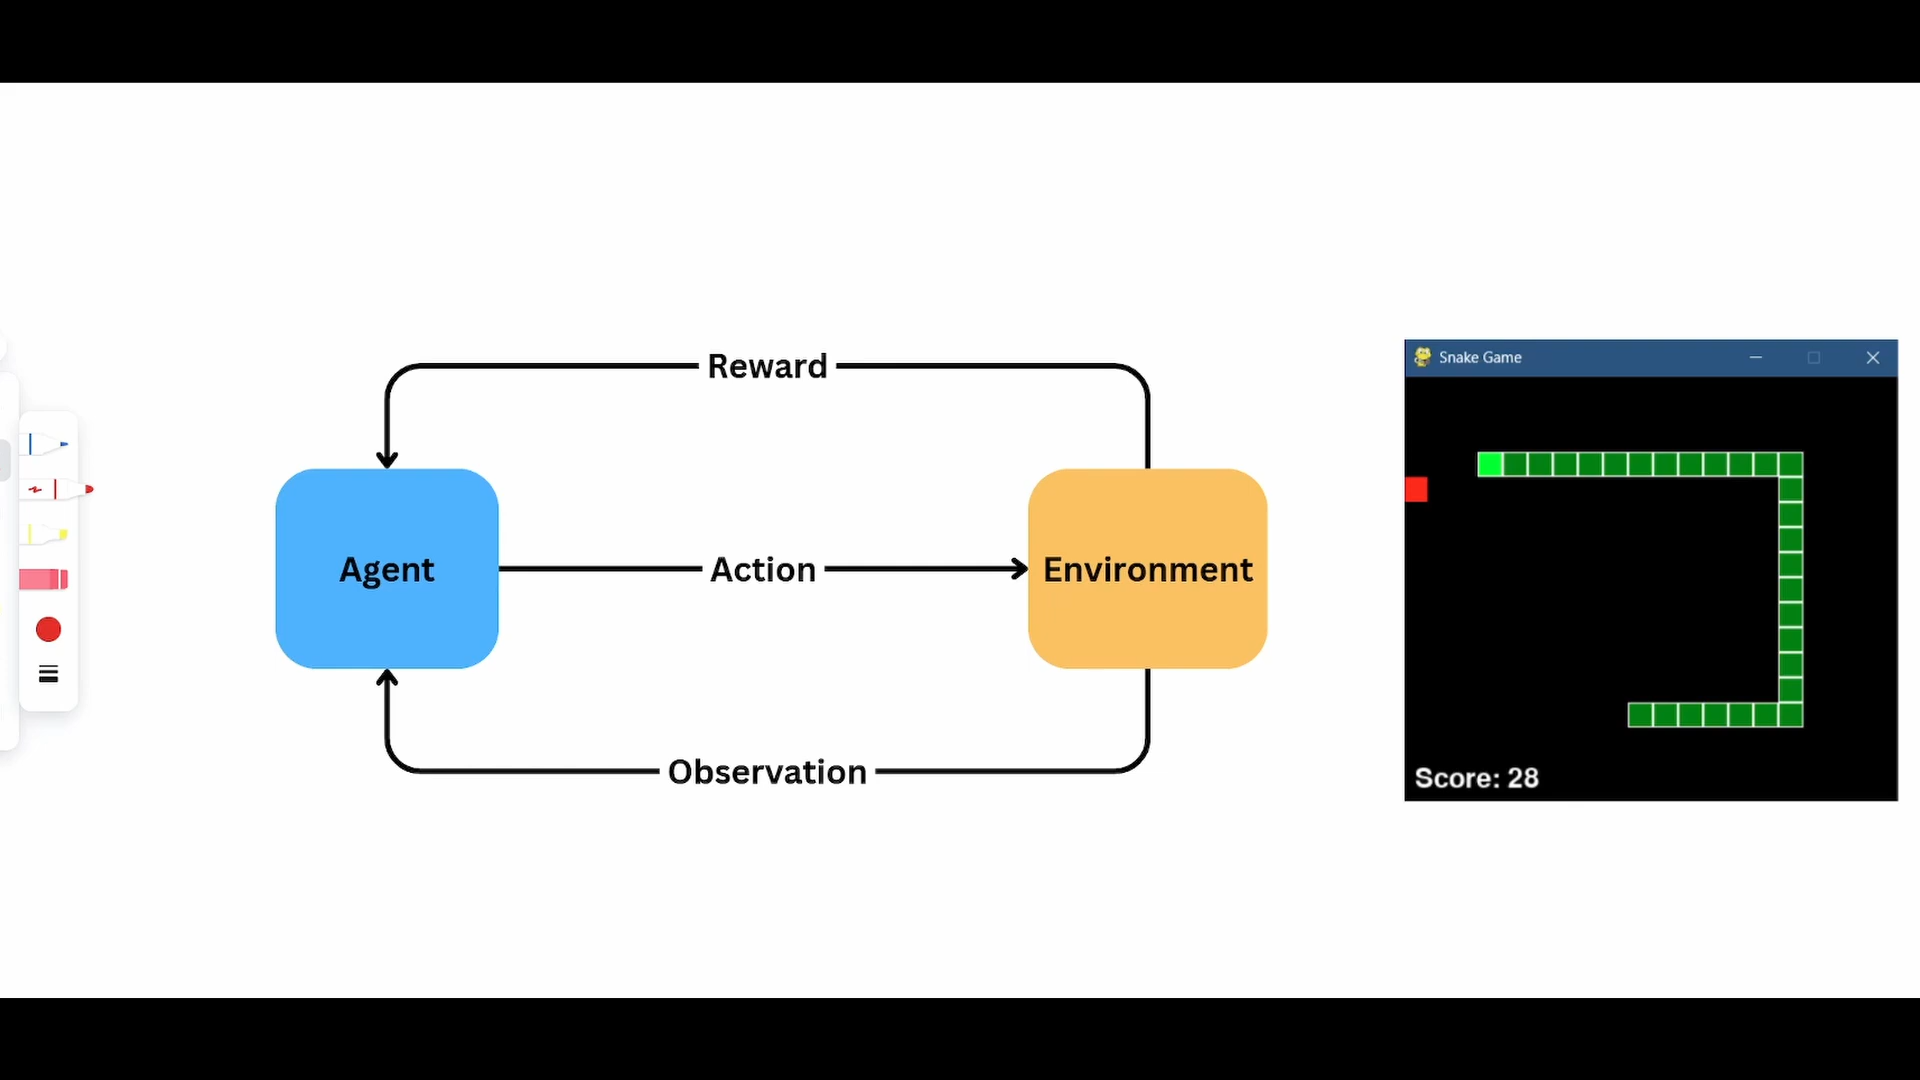 Reward
Agent
Action
Environment
Observation
Snake Game
Score: 28